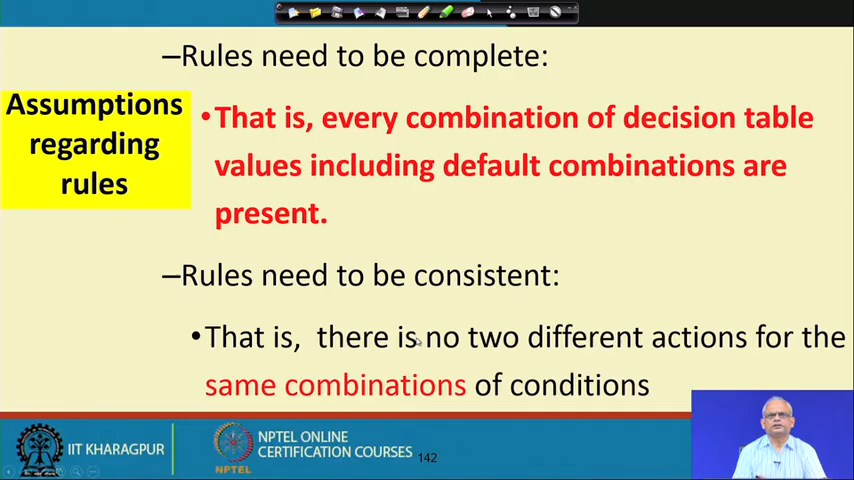 –Rules need to be complete:
Assumptions
regarding
rules
•That is, every combination of decision table
values including default combinations are
present.
–Rules need to be consistent:
•That is, there is no two different actions for the
same combinations of conditions
IIT KHARAGPUR
NPTEL
NPTEL ONLINE
CERTIFICATION COURSES
142